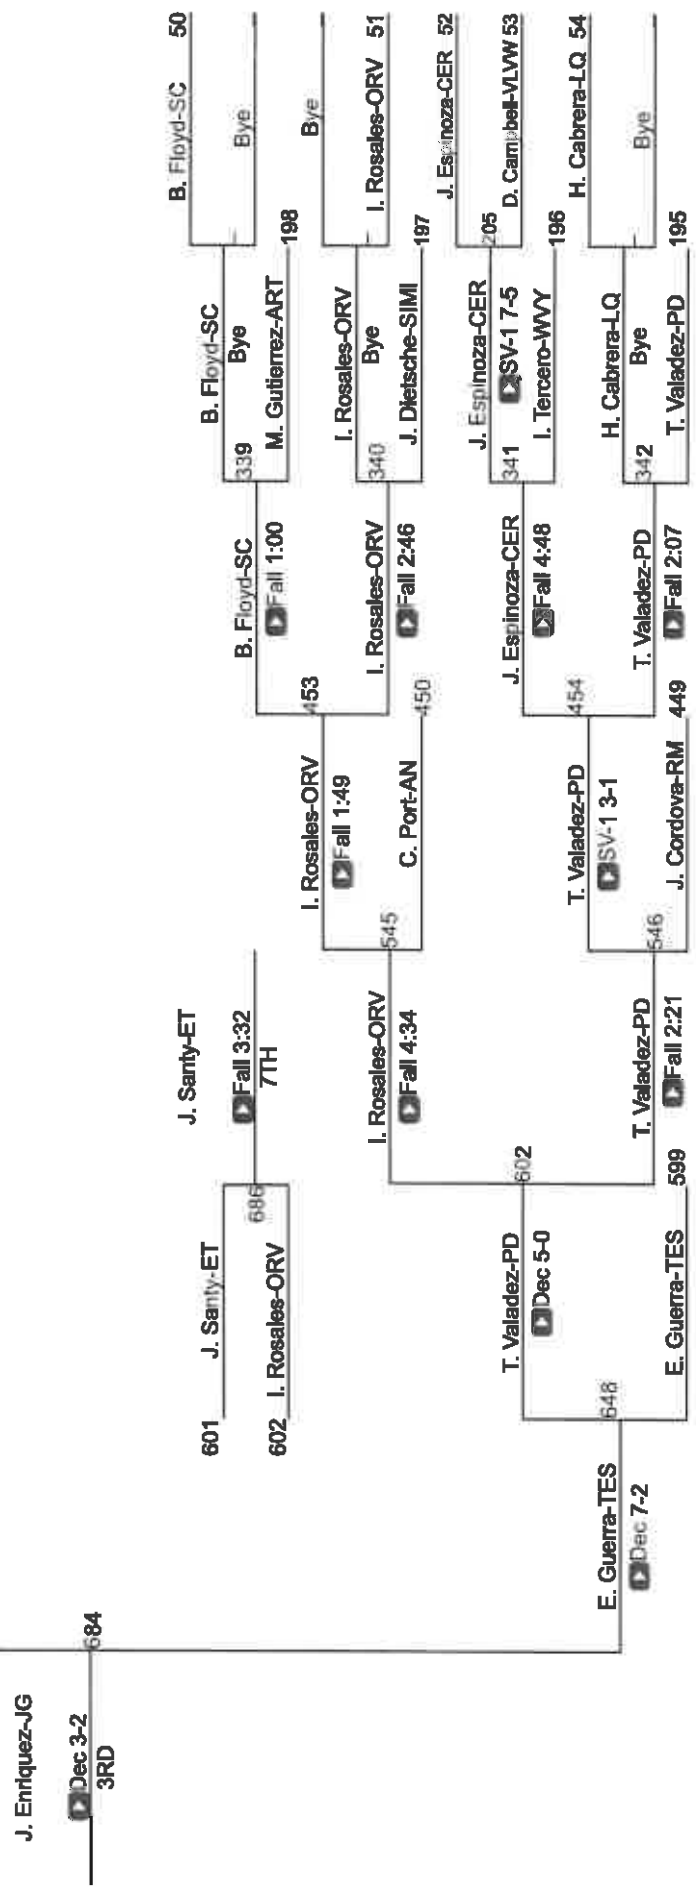 B. Floyd-SC 50
Bye
Bye
I. Rosales-ORV 51
J. Espinoza-CER 52
D. Campbell-VLVW 53
H. Cabrera-LQ 54
Bye
B. Floyd-SC
Bye
M. Gutierrez-ART 198
I. Rosales-ORV
Bye
J. Dietsche-SIMI 197
J. Espinoza-CER 205
SV-1 7-5
I. Tercero-WVY 196
H. Cabrera-LQ
Bye
T. Valadez-PD 195
B. Floyd-SC 339
Fall 1:00
I. Rosales-ORV 340
Fall 2:46
J. Espinoza-CER 341
Fall 4:48
T. Valadez-PD 342
Fall 2:07
I. Rosales-ORV 453
Fall 1:49
C. Port-AN 450
T. Valadez-PD 454
SV-1 3-1
J. Cordova-RM 449
I. Rosales-ORV 545
Fall 4:34
T. Valadez-PD 546
Fall 2:21
J. Santy-ET
Fall 3:32
7TH
686
601 J. Santy-ET
602 I. Rosales-ORV
T. Valadez-PD 602
Dec 5-0
E. Guerra-TES 599
E. Guerra-TES 648
Dec 7-2
J. Enriquez-JG
684
Dec 3-2
3RD